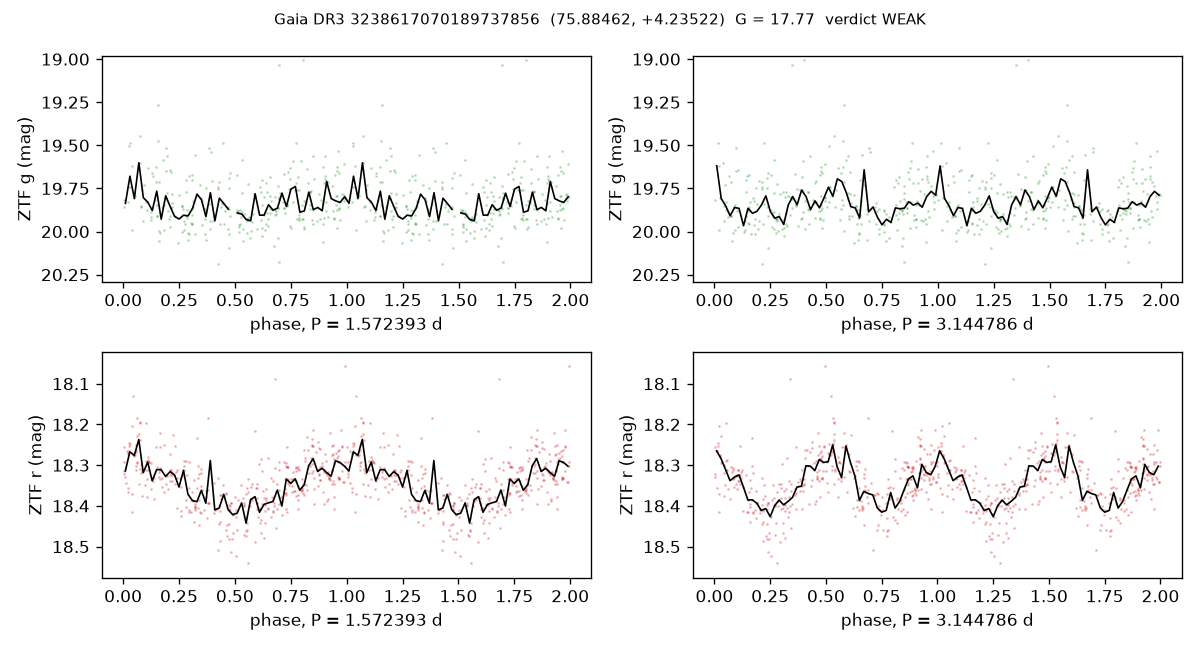 Gaia DR3 3238617070189737856 (75.88462, +4.23522) G = 17.77 verdict WEAK
19.00
19.25
19.50
19.75
20.00
20.25
ZTF g (mag)
0.00 0.25 0.50 0.75 1.00 1.25 1.50 1.75 2.00
phase, P = 1.572393 d
19.00
19.25
19.50
19.75
20.00
20.25
ZTF g (mag)
0.00 0.25 0.50 0.75 1.00 1.25 1.50 1.75 2.00
phase, P = 3.144786 d
18.1
18.2
18.3
18.4
18.5
ZTF r (mag)
0.00 0.25 0.50 0.75 1.00 1.25 1.50 1.75 2.00
phase, P = 1.572393 d
18.1
18.2
18.3
18.4
18.5
ZTF r (mag)
0.00 0.25 0.50 0.75 1.00 1.25 1.50 1.75 2.00
phase, P = 3.144786 d